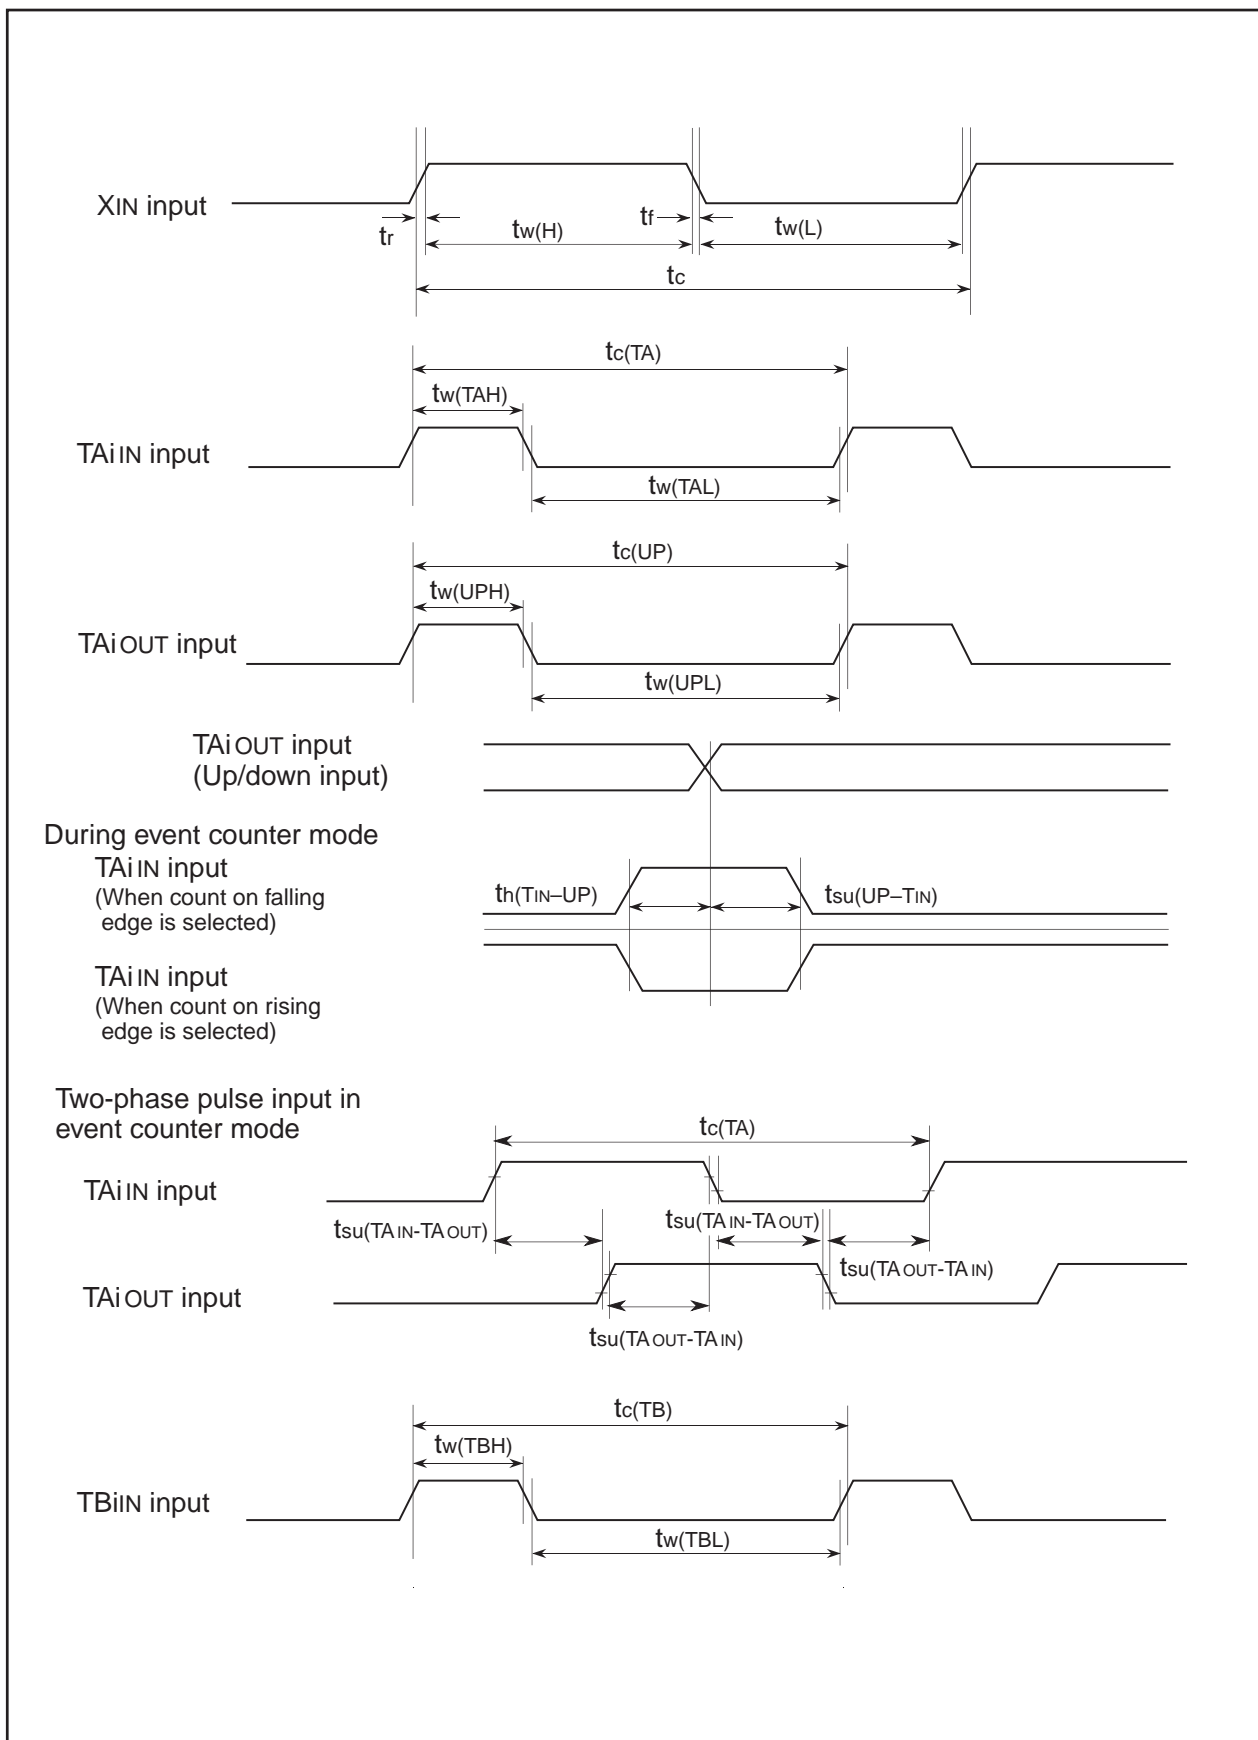 XIN input
tr
tw(H)
tf
tw(L)
tc
tc(TA)
tw(TAH)
TAiIN input
tw(TAL)
tc(UP)
tw(UPH)
TAiOUT input
tw(UPL)
TAiOUT input
(Up/down input)
During event counter mode
TAiIN input
(When count on falling
edge is selected)
th(TIN–UP)
tsu(UP–TIN)
TAiIN input
(When count on rising
edge is selected)
Two-phase pulse input in
event counter mode
tc(TA)
TAiIN input
tsu(TAIN-TAOUT)
tsu(TAIN-TAOUT)
tsu(TAOUT-TAIN)
TAiOUT input
tsu(TAOUT-TAIN)
tc(TB)
tw(TBH)
TBiIN input
tw(TBL)